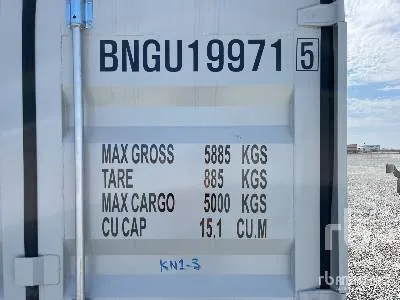 BNGU19971 5
MAX GROSS 5885 KGS
TARE 885 KGS
MAX CARGO 5000 KGS
CU CAP 15.1 CU.M
KN1-3